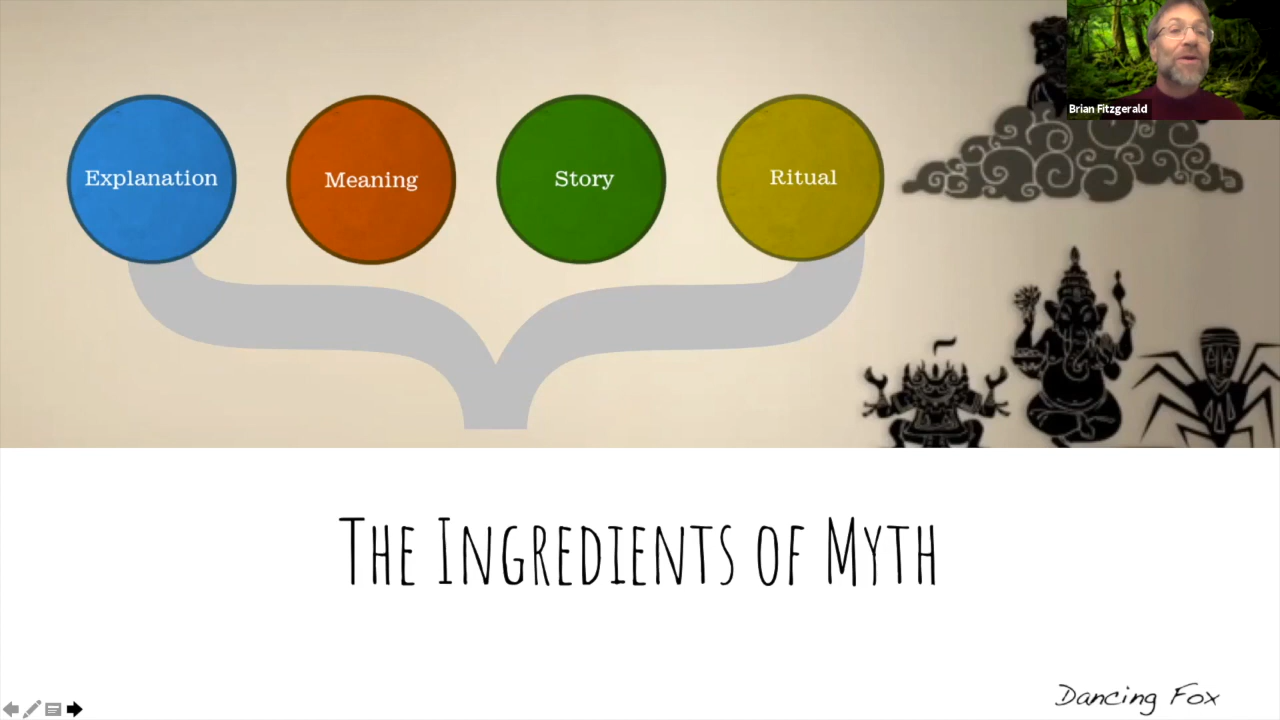 Brian Fitzgerald
Explanation
Meaning
Story
Ritual
The Ingredients of Myth
Dancing Fox